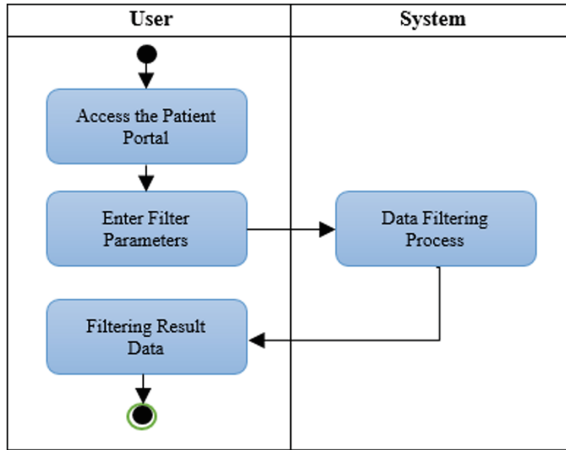 User
System
Access the Patient
Portal
Enter Filter
Parameters
Data Filtering
Process
Filtering Result
Data